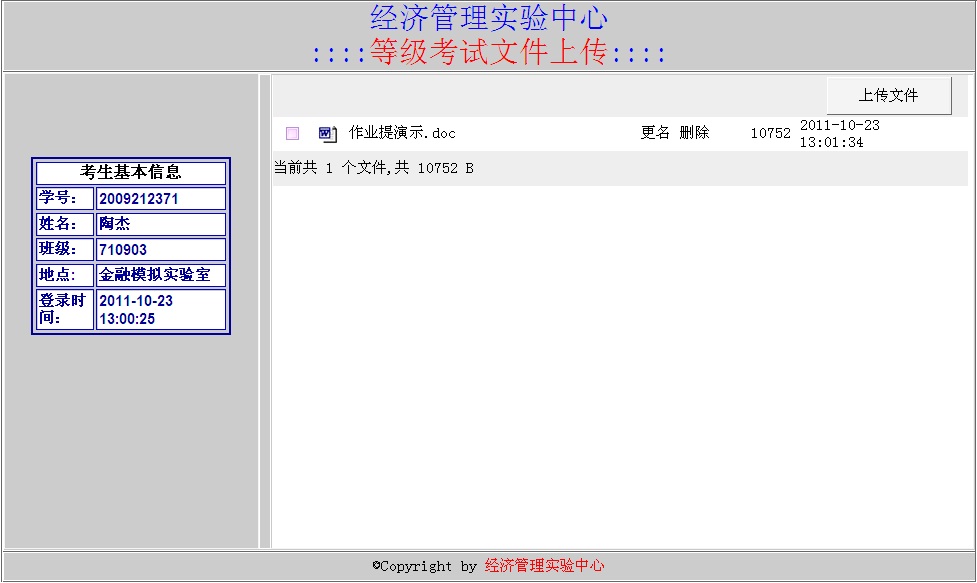 经济管理实验中心
::::等级考试文件上传::::
上传文件
作业提演示.doc 更名 删除 10752 2011-10-23
13:01:34
当前共 1 个文件,共 10752 B
考生基本信息
学号: 2009212371
姓名: 陶杰
班级: 710903
地点: 金融模拟实验室
登录时 2011-10-23
间: 13:00:25
©Copyright by 经济管理实验中心